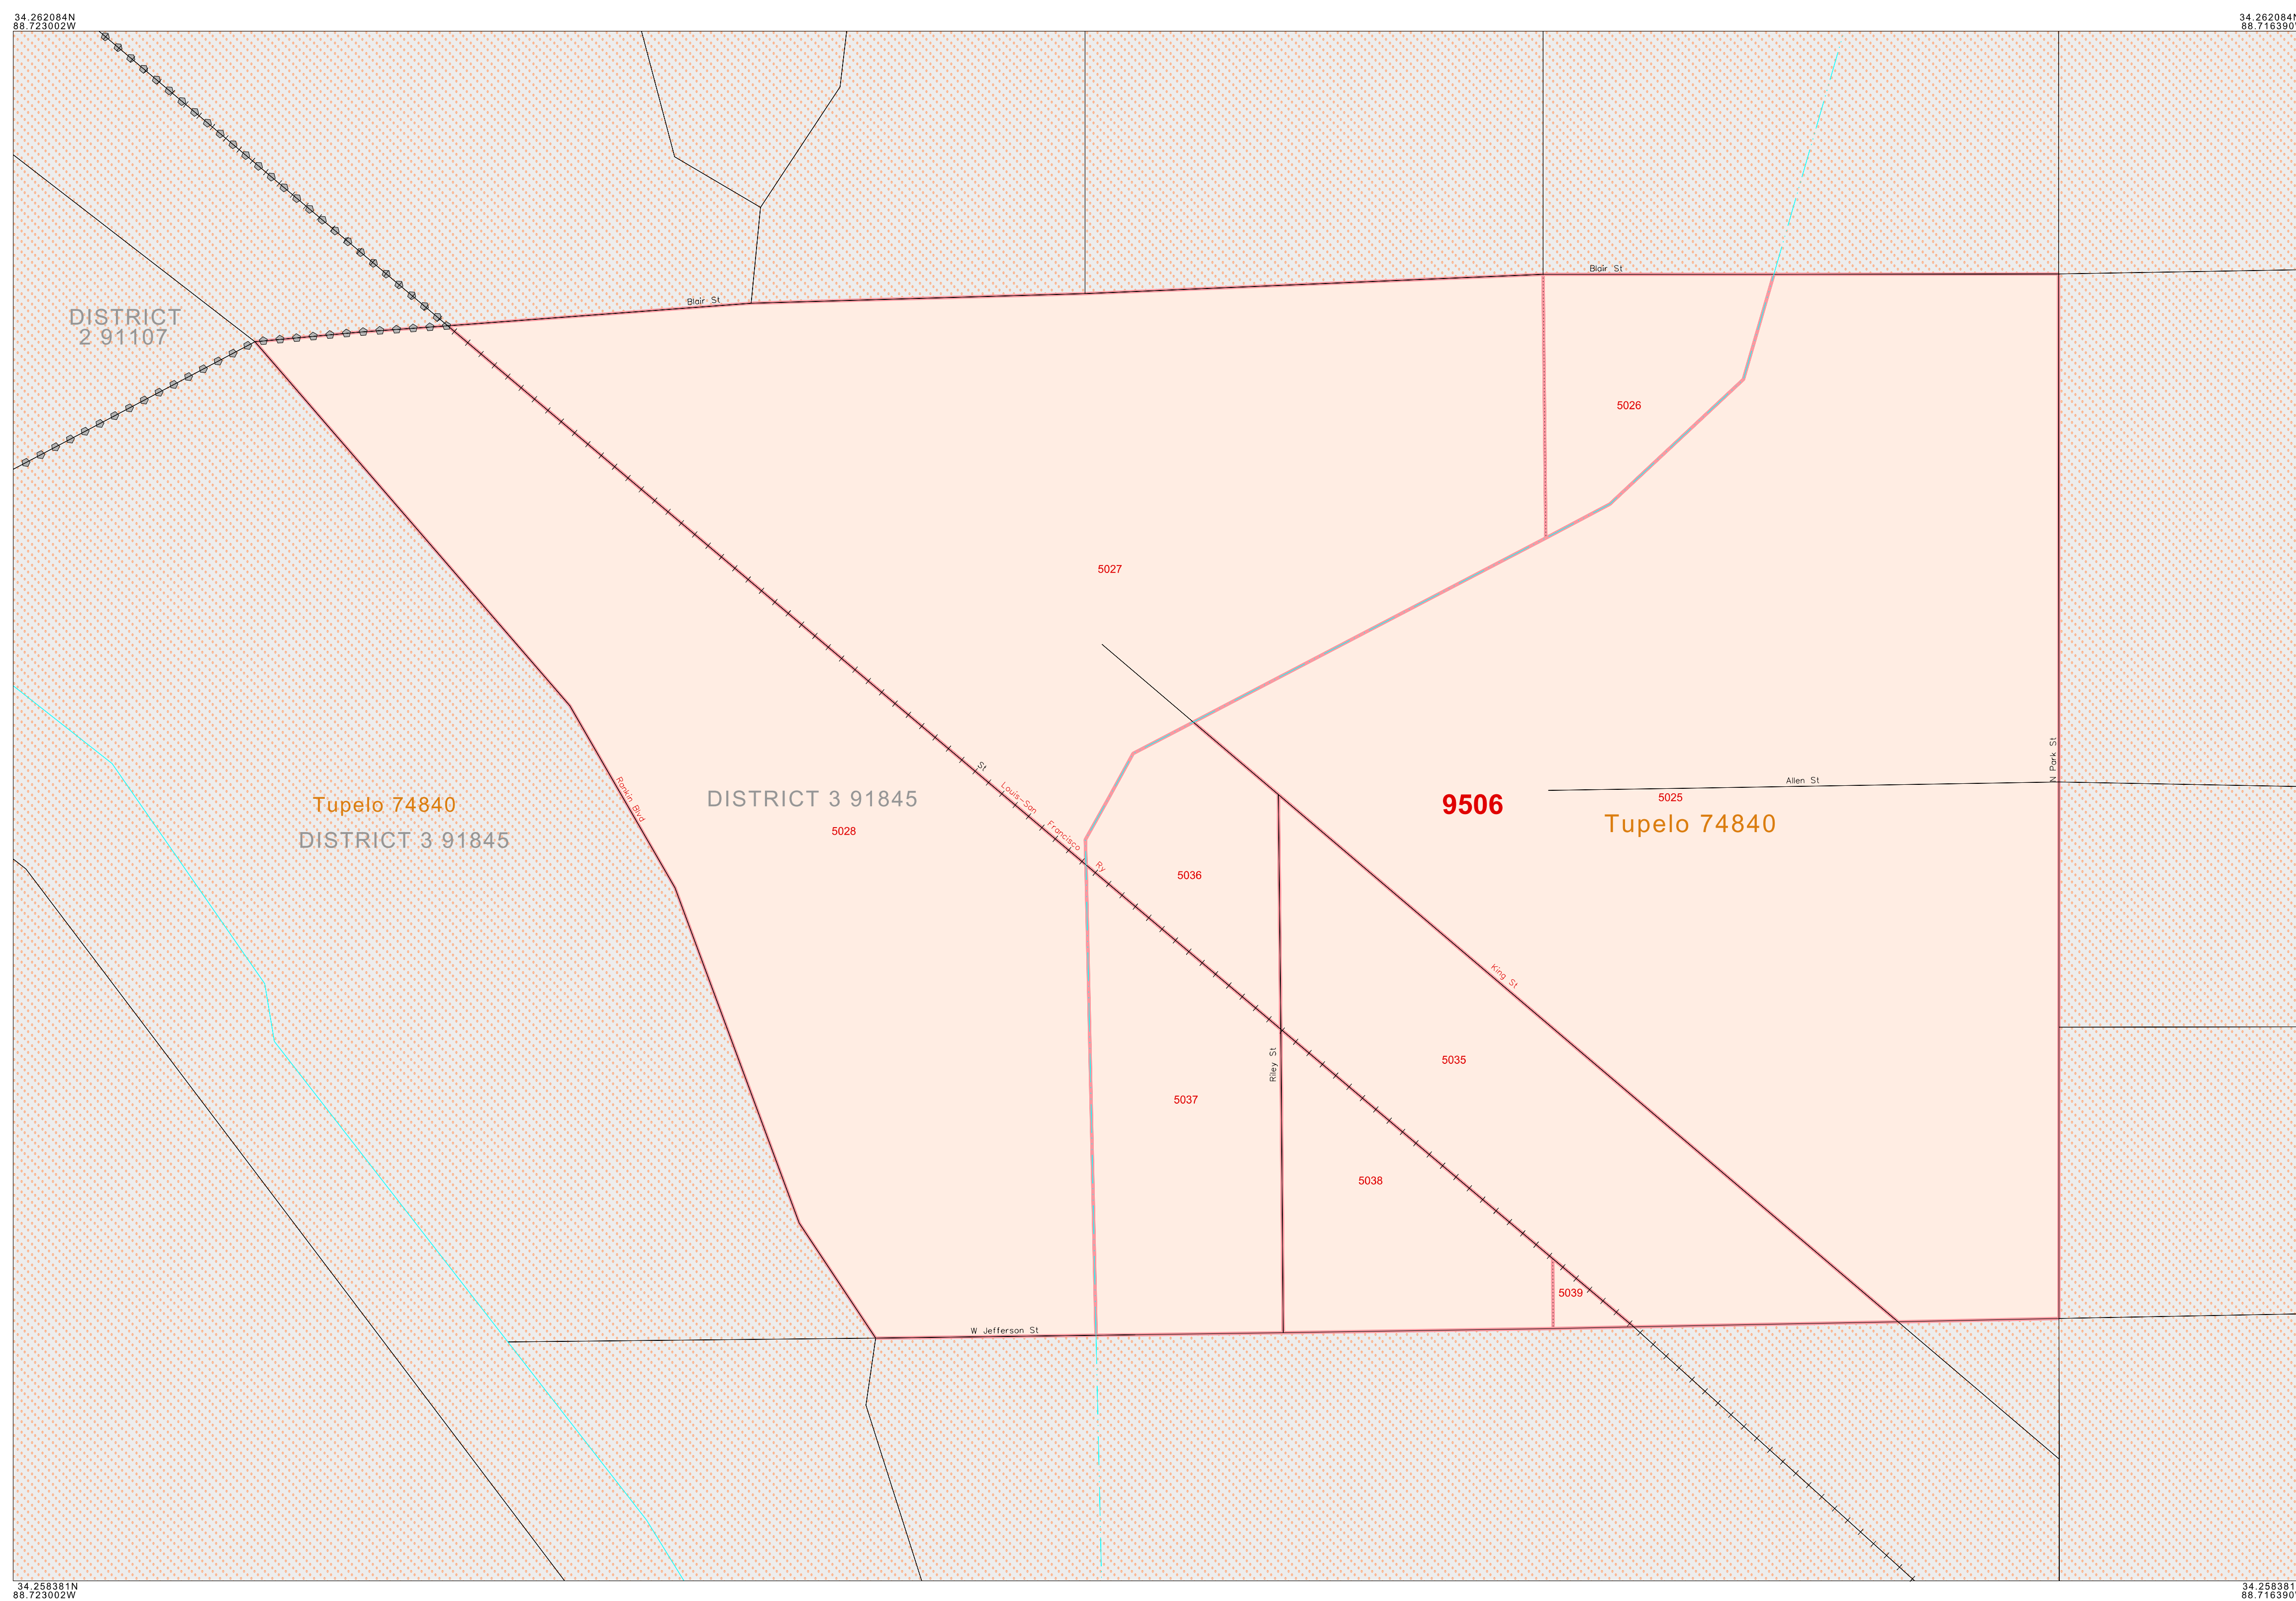 34.262084N
88.723002W
34.262084N
88.716390
Blair St
Blair St
DISTRICT
2 91107
5026
5027
N Park St
Allen St
St
Louis-San
Francisco
Ry
Rankin Blvd
Tupelo 74840
DISTRICT 3 91845
DISTRICT 3 91845
5028
9506
5025
Tupelo 74840
5036
King St
Riley St
5035
5037
5038
5039
W Jefferson St
34.258381N
88.723002W
34.258381
88.716390